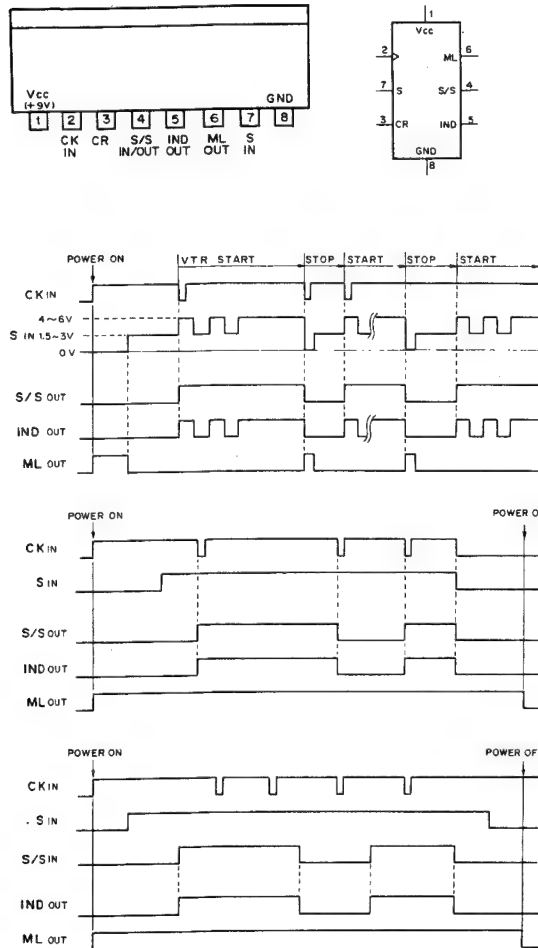 Vcc
(+9V)
GND
1 2 3 4 5 6 7 8
CK IN
CR
S/S IN/OUT
IND OUT
ML OUT
S IN
1
Vcc
2 ML 6
7 S S/S 4
3 CR IND 5
GND
8
POWER ON
VTR START STOP START STOP START
CK IN
4~6V
S IN 1.5~3V
0V
S/S OUT
IND OUT
ML OUT
POWER ON POWER O
CK IN
S IN
S/S OUT
IND OUT
ML OUT
POWER ON POWER OF
CK IN
S IN
S/S IN
IND OUT
ML OUT